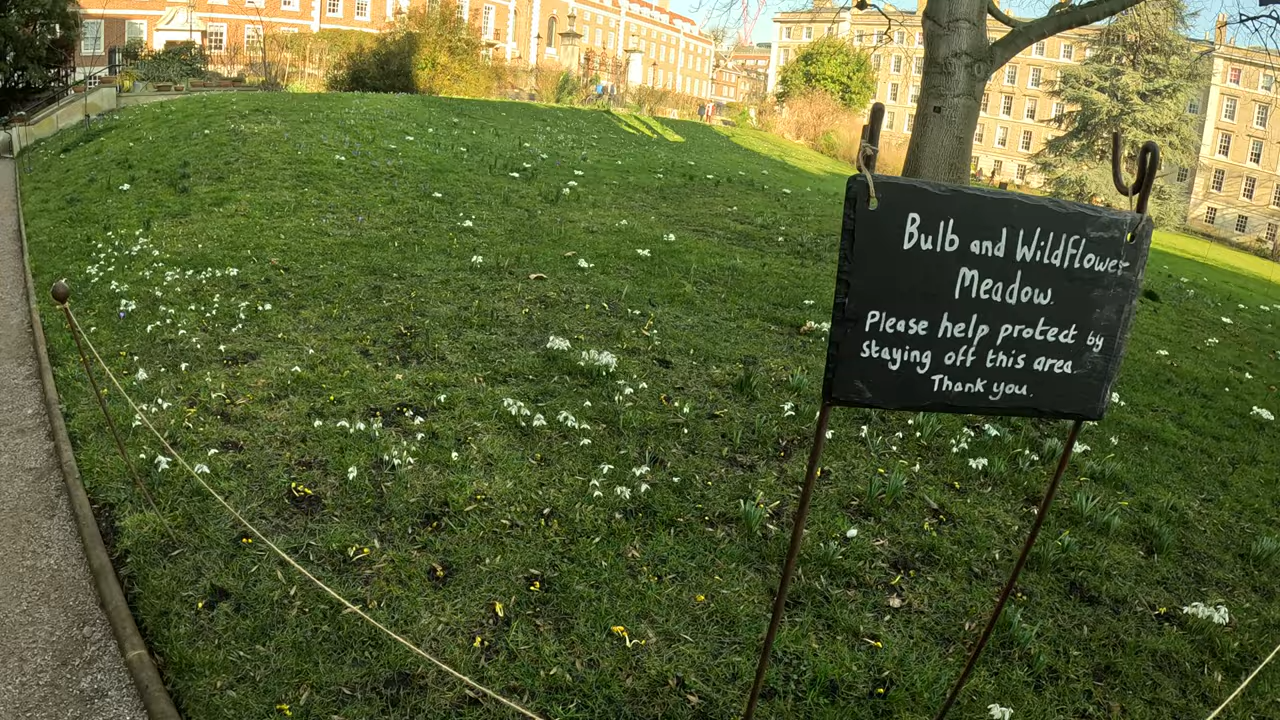 Bulb and Wildflower
Meadow.
Please help protect by
staying off this area.
Thank you.